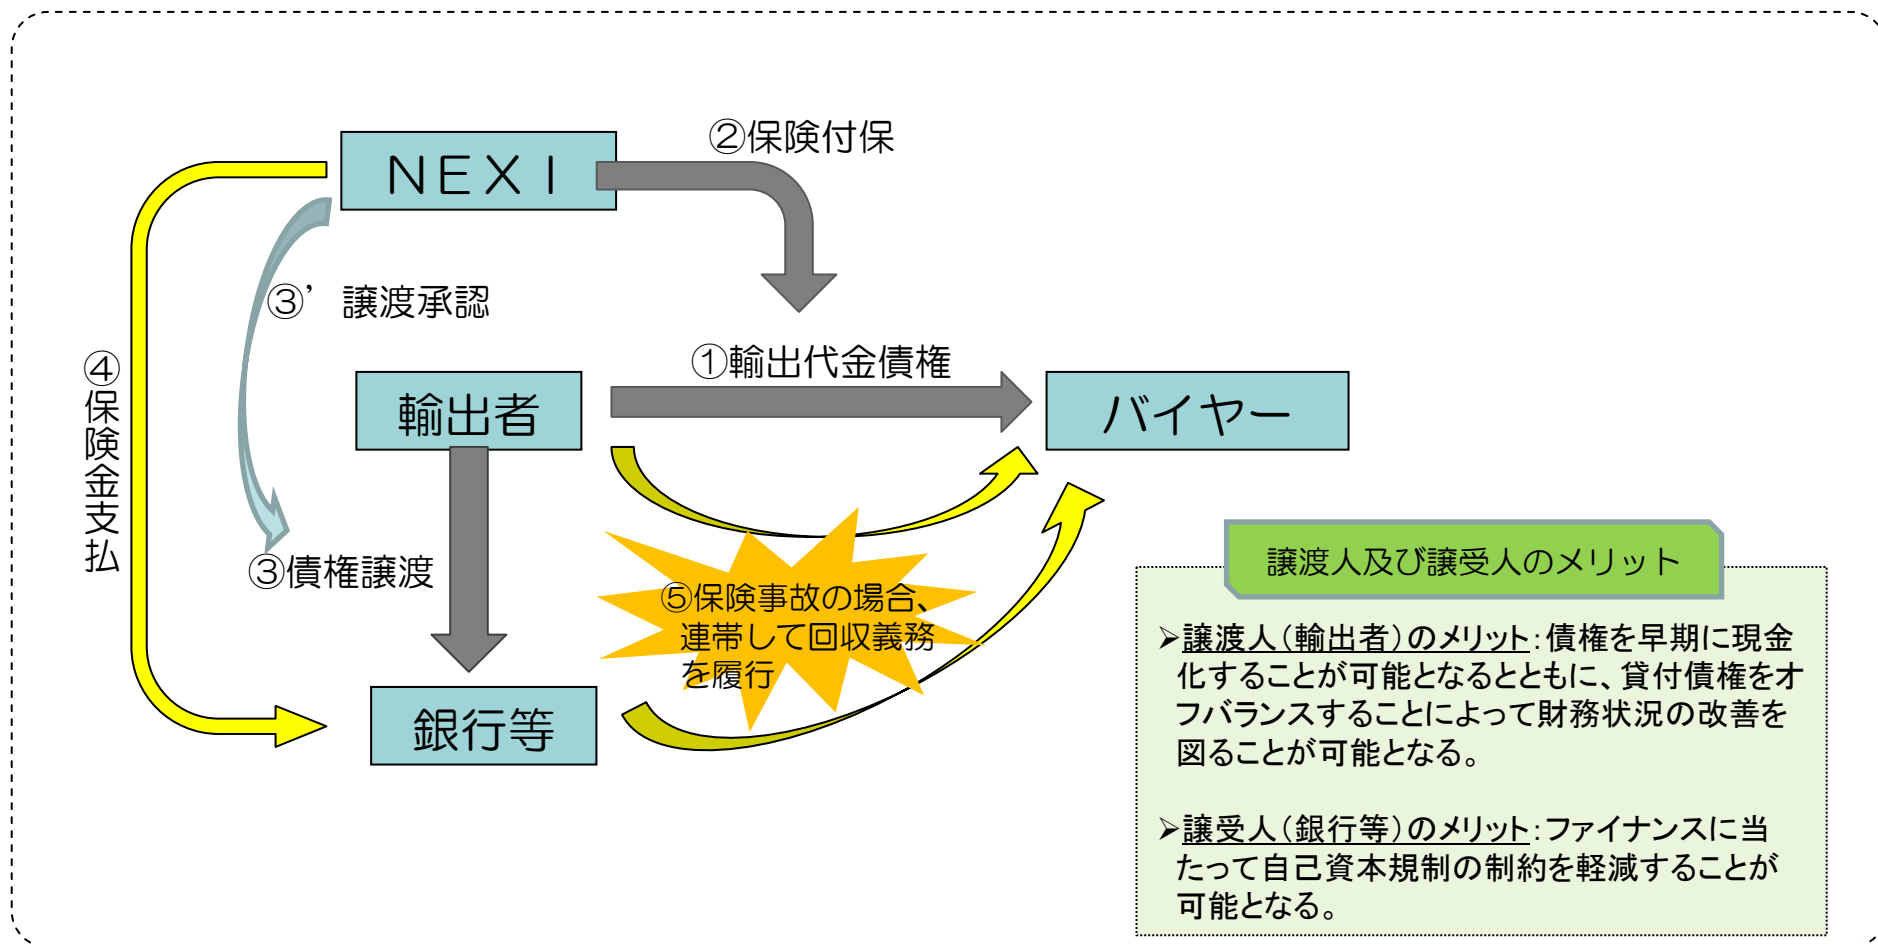 NEXI
②保険付保
③’譲渡承認
①輸出代金債権
④保険金支払
輸出者
バイヤー
③債権譲渡
⑤保険事故の場合、
連帯して回収義務
を履行
銀行等
譲渡人及び譲受人のメリット
➢譲渡人(輸出者)のメリット:債権を早期に現金
化することが可能となるとともに、貸付債権をオ
フバランスすることによって財務状況の改善を
図ることが可能となる。
➢譲受人(銀行等)のメリット:ファイナンスに当
たって自己資本規制の制約を軽減することが
可能となる。